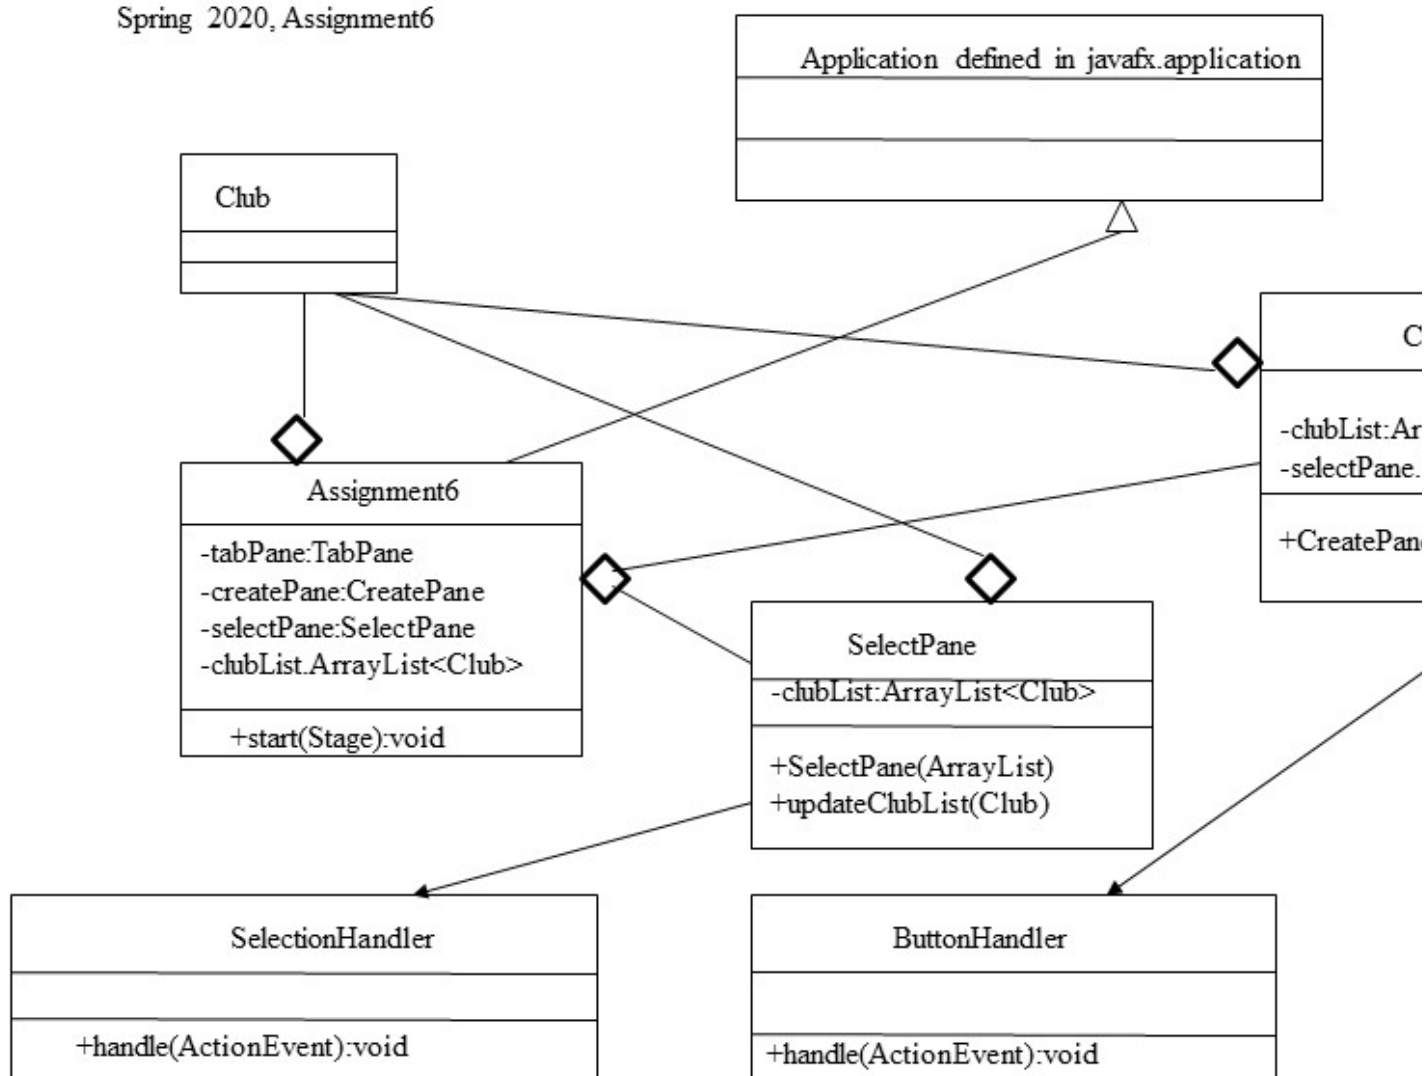 Spring 2020, Assignment6
Application defined in javafx.application
Club
C
-clubList:Ar
-selectPane.
+CreatePane
Assignment6
-tabPane:TabPane
-createPane:CreatePane
-selectPane:SelectPane
-clubList.ArrayList<Club>
+start(Stage):void
SelectPane
-clubList:ArrayList<Club>
+SelectPane(ArrayList)
+updateClubList(Club)
SelectionHandler
+handle(ActionEvent):void
ButtonHandler
+handle(ActionEvent):void